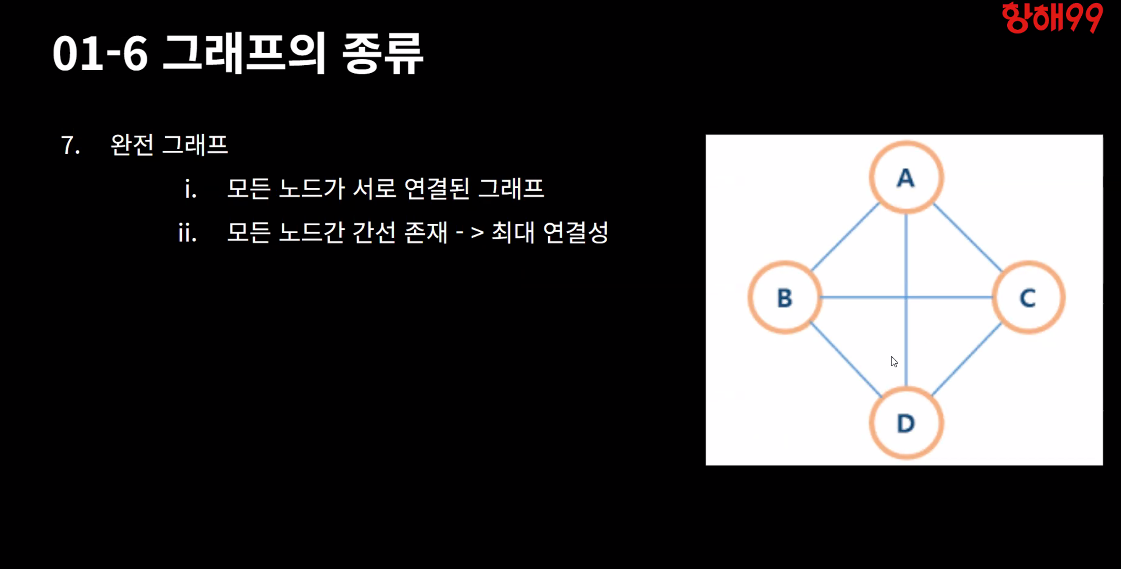 항해99
01-6 그래프의 종류
7. 완전 그래프
i. 모든 노드가 서로 연결된 그래프
ii. 모든 노드간 간선 존재 - > 최대 연결성
A
B
C
D